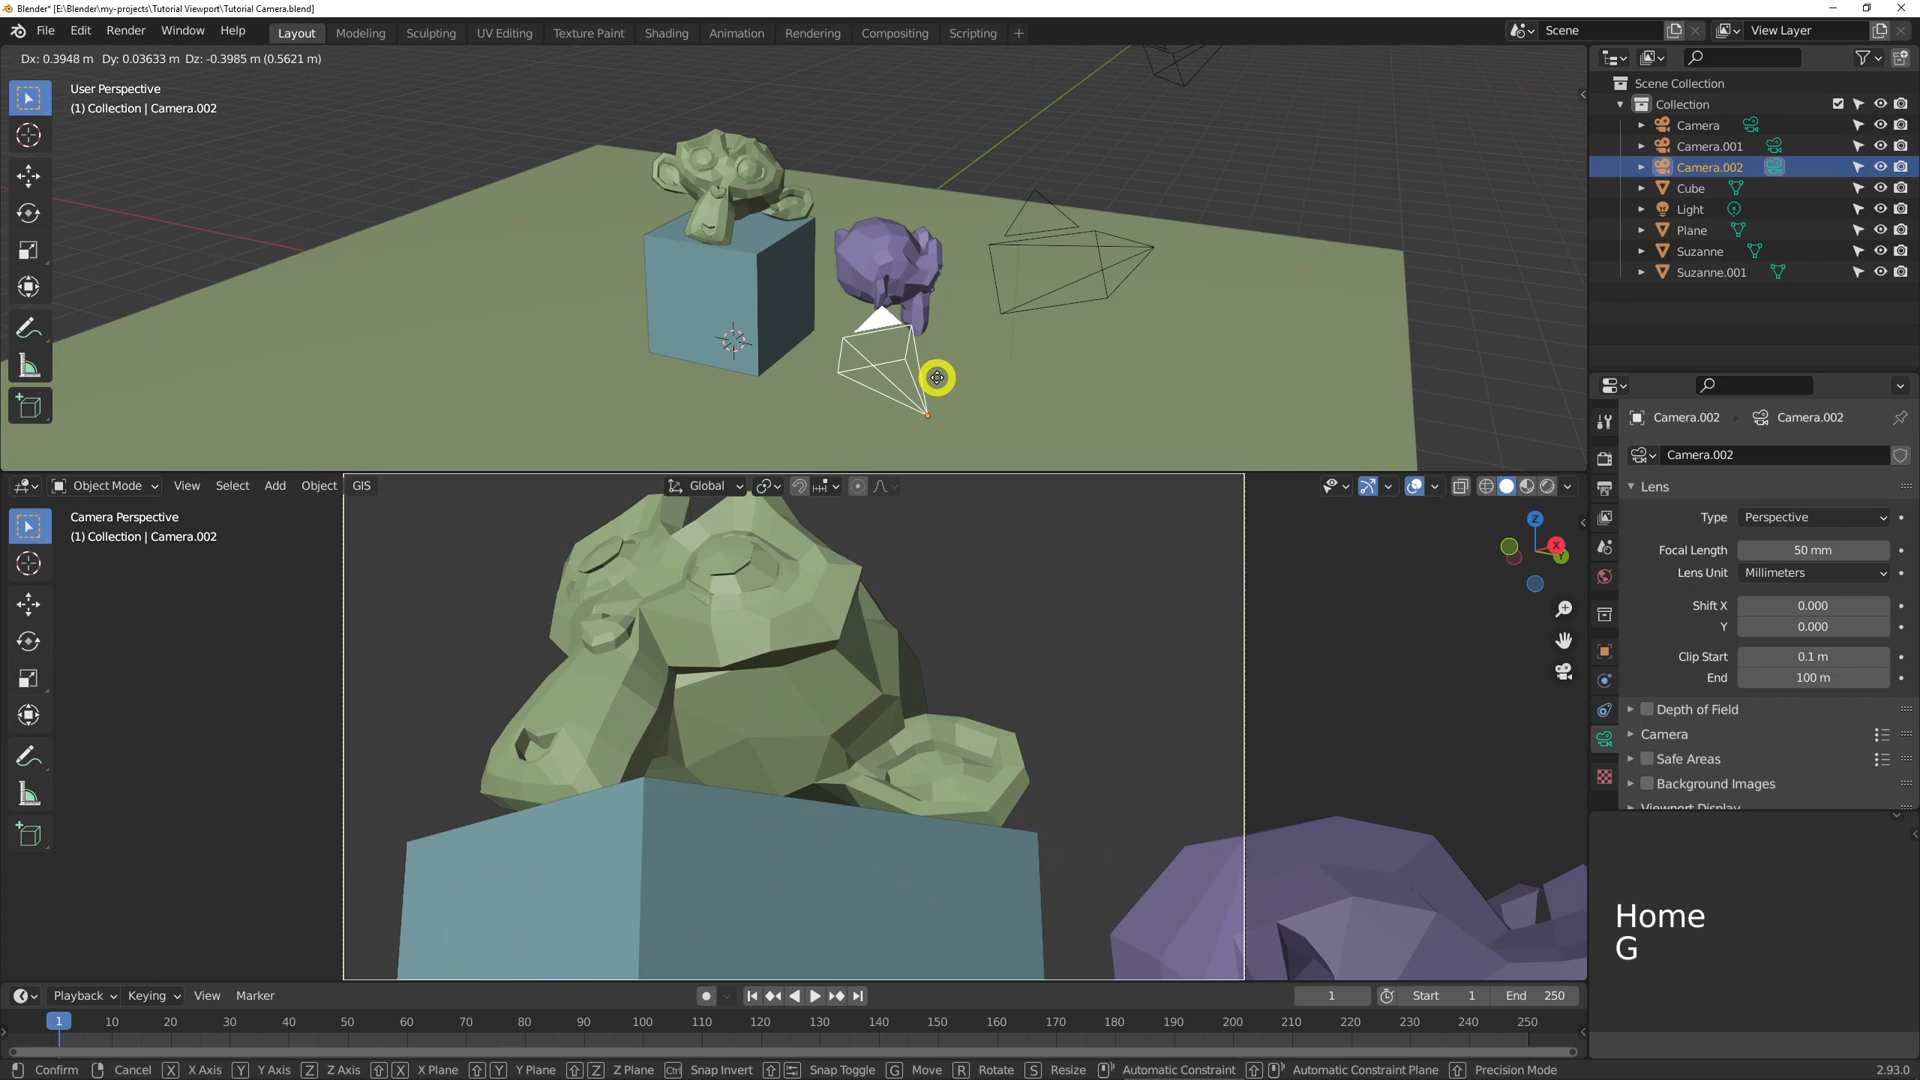 Blender* [E:\Blender\my-projects\Tutorial Viewport\Tutorial Camera.blend]
File Edit Render Window Help Layout Modeling Sculpting UV Editing Texture Paint Shading Animation Rendering Compositing Scripting + Scene View Layer
Dx: 0.3948 m Dy: 0.03633 m Dz: -0.3985 m (0.5621 m)
User Perspective
(1) Collection | Camera.002
Scene Collection
Collection
Camera
Camera.001
Camera.002
Cube
Light
Plane
Suzanne
Suzanne.001
Camera.002 Camera.002
Camera.002
Lens
Type Perspective
Focal Length 50 mm
Lens Unit Millimeters
Shift X 0.000
Y 0.000
Clip Start 0.1 m
End 100 m
Depth of Field
Camera
Safe Areas
Background Images
Viewport Display
Object Mode View Select Add Object GIS Global
Camera Perspective
(1) Collection | Camera.002
Z
X
Y
Home
G
Playback Keying View Marker 1 Start 1 End 250
1 10 20 30 40 50 60 70 80 90 100 110 120 130 140 150 160 170 180 190 200 210 220 230 240 250
Confirm Cancel X X Axis Y Y Axis Z Z Axis X X Plane Y Y Plane Z Z Plane Ctrl Snap Invert Snap Toggle G Move R Rotate S Resize Automatic Constraint Automatic Constraint Plane Precision Mode 2.93.0